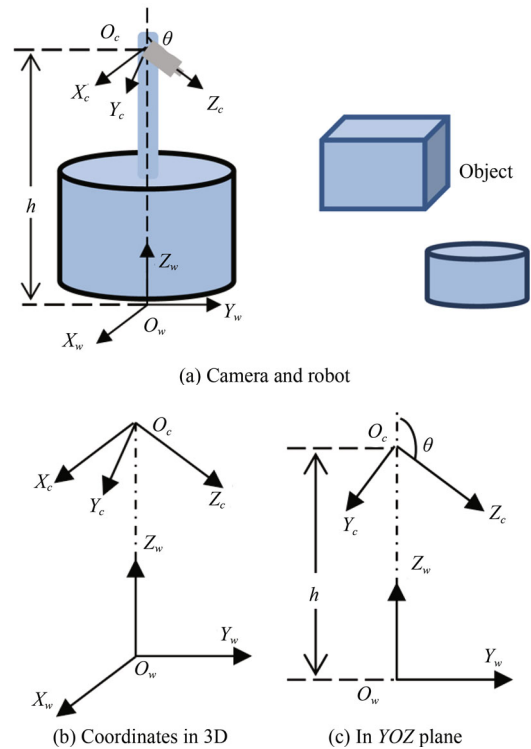 O_c
θ
X_c
Y_c
Z_c
h
Object
Z_w
Y_w
X_w
O_w
(a) Camera and robot
O_c
X_c
Y_c
Z_c
Z_w
Y_w
O_w
X_w
(b) Coordinates in 3D
O_c
θ
Y_c
Z_c
Z_w
h
Y_w
O_w
(c) In YOZ plane